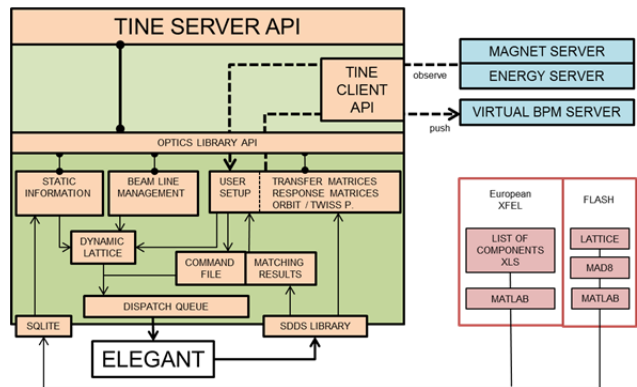 TINE SERVER API
TINE
CLIENT
API
observe
push
MAGNET SERVER
ENERGY SERVER
VIRTUAL BPM SERVER
OPTICS LIBRARY API
STATIC
INFORMATION
BEAM LINE
MANAGEMENT
USER
SETUP
TRANSFER MATRICES
RESPONSE MATRICES
ORBIT / TWISS P.
DYNAMIC
LATTICE
COMMAND
FILE
MATCHING
RESULTS
DISPATCH QUEUE
SQLITE
SDDS LIBRARY
ELEGANT
European
XFEL
LIST OF
COMPONENTS
XLS
MATLAB
FLASH
LATTICE
MAD8
MATLAB